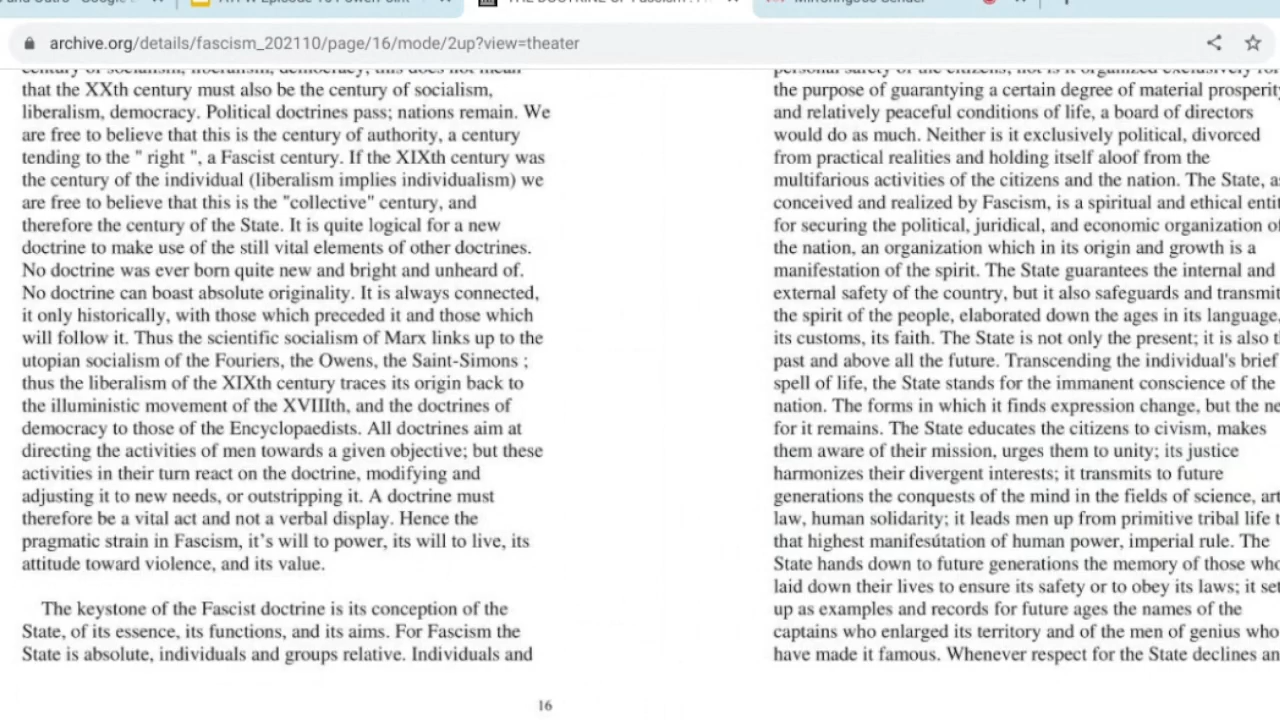 archive.org/details/fascism_202110/page/16/mode/2up?view=theater
century of socialism, liberalism, democracy, this does not mean
that the XXth century must also be the century of socialism,
liberalism, democracy. Political doctrines pass; nations remain. We
are free to believe that this is the century of authority, a century
tending to the " right ", a Fascist century. If the XIXth century was
the century of the individual (liberalism implies individualism) we
are free to believe that this is the "collective" century, and
therefore the century of the State. It is quite logical for a new
doctrine to make use of the still vital elements of other doctrines.
No doctrine was ever born quite new and bright and unheard of.
No doctrine can boast absolute originality. It is always connected,
it only historically, with those which preceded it and those which
will follow it. Thus the scientific socialism of Marx links up to the
utopian socialism of the Fouriers, the Owens, the Saint-Simons ;
thus the liberalism of the XIXth century traces its origin back to
the illuministic movement of the XVIIIth, and the doctrines of
democracy to those of the Encyclopaedists. All doctrines aim at
directing the activities of men towards a given objective; but these
activities in their turn react on the doctrine, modifying and
adjusting it to new needs, or outstripping it. A doctrine must
therefore be a vital act and not a verbal display. Hence the
pragmatic strain in Fascism, it's will to power, its will to live, its
attitude toward violence, and its value.
The keystone of the Fascist doctrine is its conception of the
State, of its essence, its functions, and its aims. For Fascism the
State is absolute, individuals and groups relative. Individuals and
16
personal safety of the citizens, nor is it organized exclusively for
the purpose of guarantying a certain degree of material prosperity
and relatively peaceful conditions of life, a board of directors
would do as much. Neither is it exclusively political, divorced
from practical realities and holding itself aloof from the
multifarious activities of the citizens and the nation. The State, as
conceived and realized by Fascism, is a spiritual and ethical entit
for securing the political, juridical, and economic organization of
the nation, an organization which in its origin and growth is a
manifestation of the spirit. The State guarantees the internal and
external safety of the country, but it also safeguards and transmit
the spirit of the people, elaborated down the ages in its language,
its customs, its faith. The State is not only the present; it is also t
past and above all the future. Transcending the individual's brief
spell of life, the State stands for the immanent conscience of the
nation. The forms in which it finds expression change, but the ne
for it remains. The State educates the citizens to civism, makes
them aware of their mission, urges them to unity; its justice
harmonizes their divergent interests; it transmits to future
generations the conquests of the mind in the fields of science, art
law, human solidarity; it leads men up from primitive tribal life t
that highest manifesútation of human power, imperial rule. The
State hands down to future generations the memory of those who
laid down their lives to ensure its safety or to obey its laws; it set
up as examples and records for future ages the names of the
captains who enlarged its territory and of the men of genius who
have made it famous. Whenever respect for the State declines an